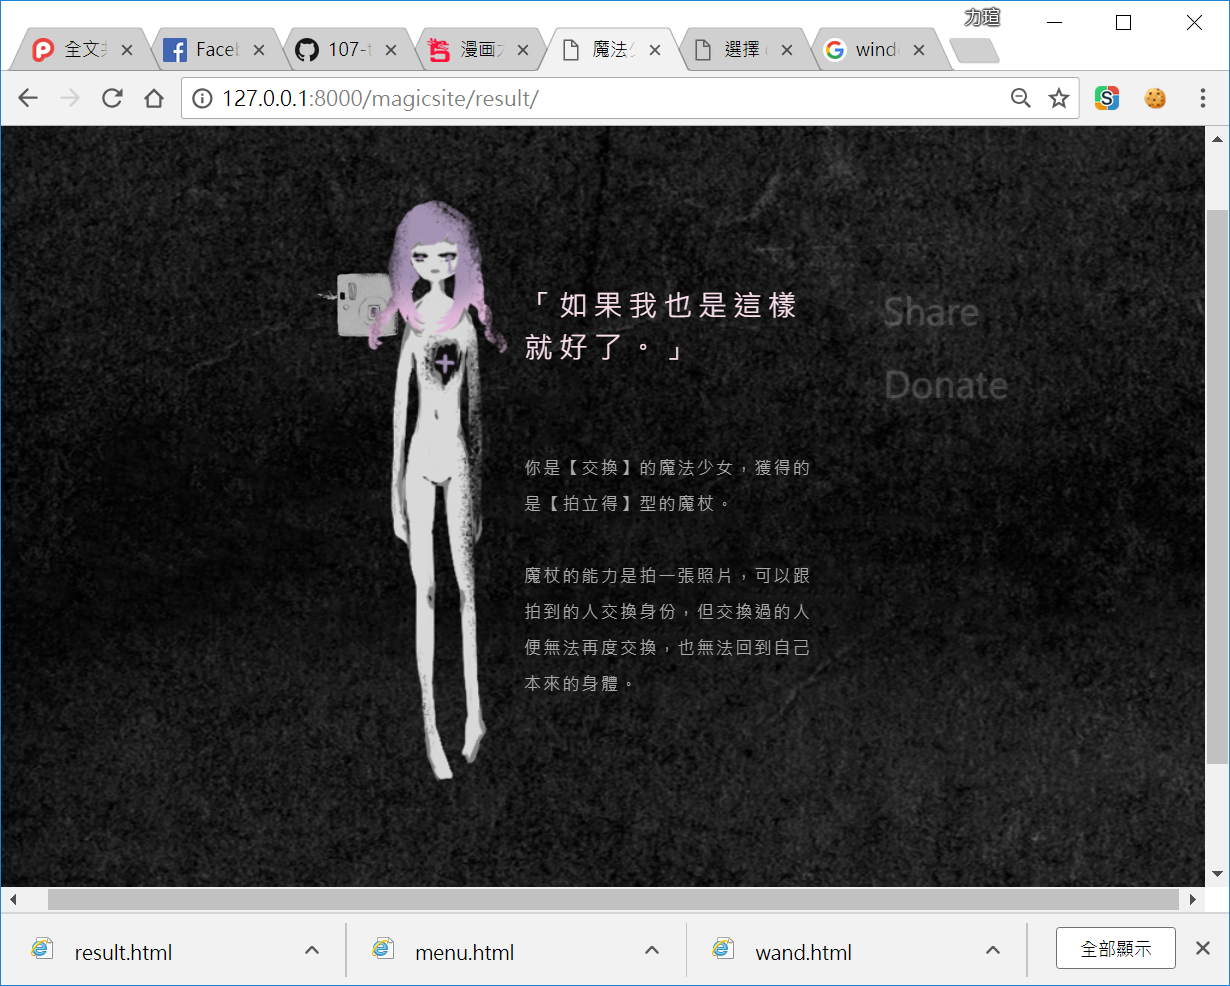 力瑄
全文
Facel
107-t
漫画
魔法
選擇
wind
127.0.0.1:8000/magicsite/result/
「如果我也是這樣
就好了。」
Share
Donate
你是【交換】的魔法少女，獲得的
是【拍立得】型的魔杖。
魔杖的能力是拍一張照片，可以跟
拍到的人交換身份，但交換過的人
便無法再度交換，也無法回到自己
本來的身體。
result.html
menu.html
wand.html
全部顯示